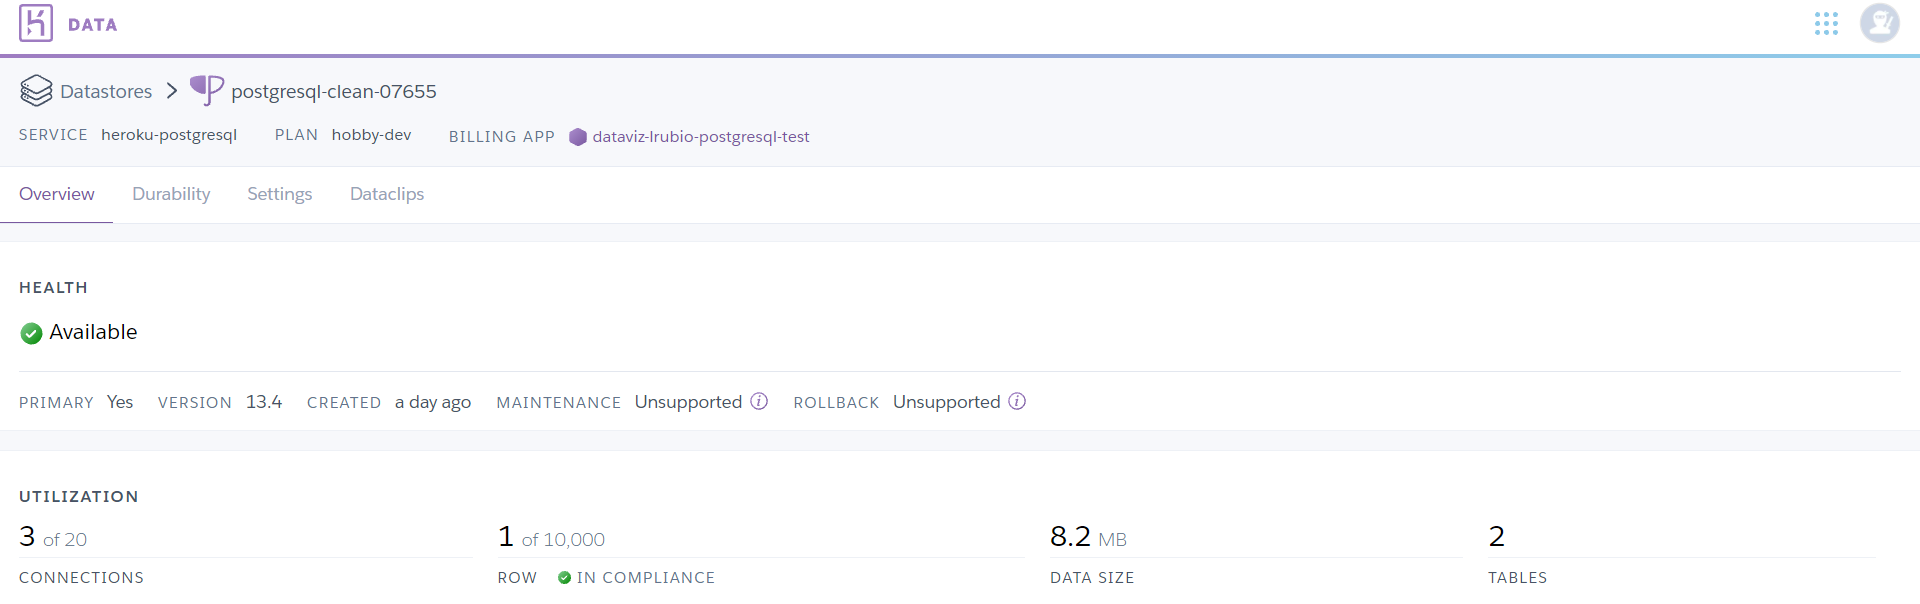 DATA
Datastores > postgresql-clean-07655
SERVICE heroku-postgresql PLAN hobby-dev BILLING APP dataviz-lrubio-postgresql-test
Overview Durability Settings Dataclips
HEALTH
Available
PRIMARY Yes VERSION 13.4 CREATED a day ago MAINTENANCE Unsupported i ROLLBACK Unsupported i
UTILIZATION
3 of 20 1 of 10,000 8.2 MB 2
CONNECTIONS ROW IN COMPLIANCE DATA SIZE TABLES